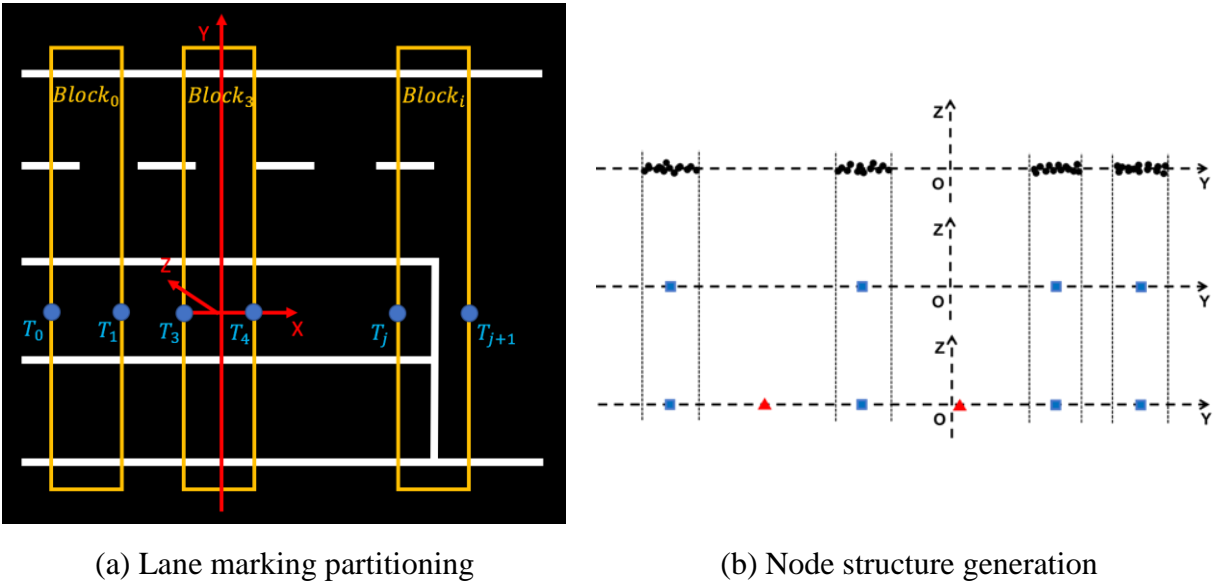 Y
Block₀ Block₃ Blockᵢ
Z
X
T₀ T₁ T₃ T₄ Tⱼ Tⱼ₊₁
(a) Lane marking partitioning
Z
O Y
Z
O Y
Z
O Y
(b) Node structure generation